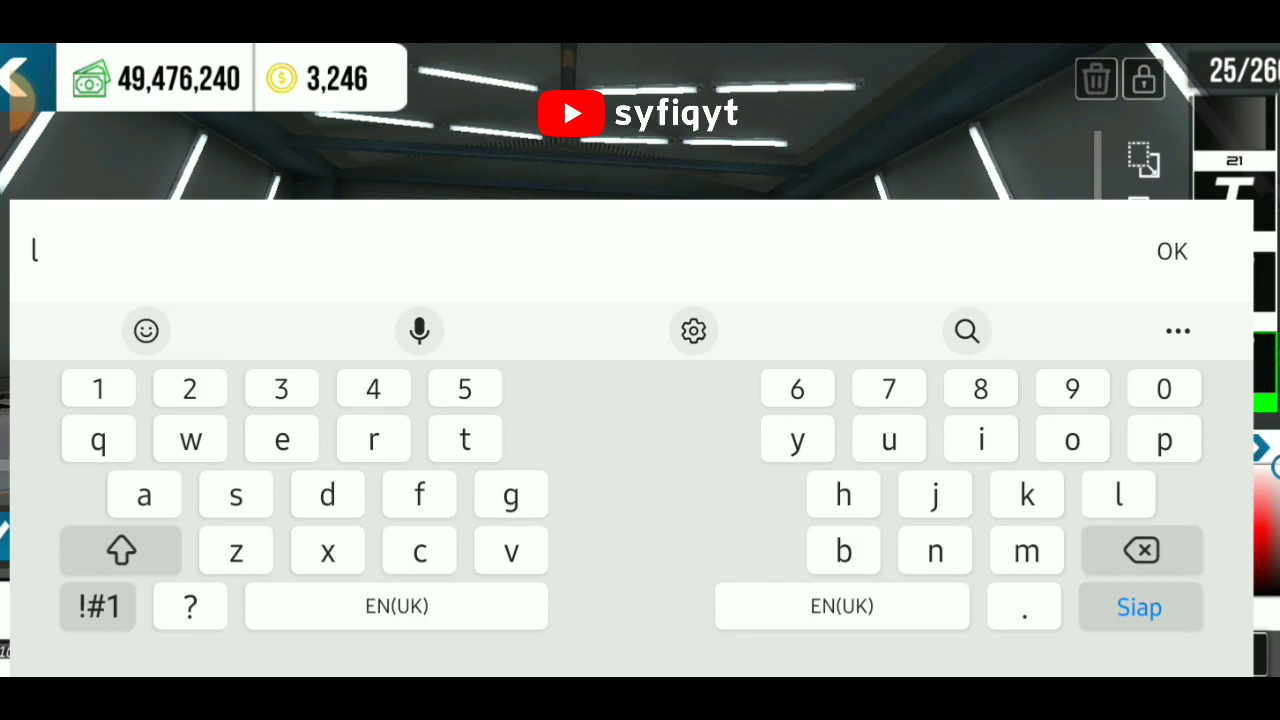 49,476,240 3,246 25/26
syfiqyt
21
T
l OK
1 2 3 4 5 6 7 8 9 0
q w e r t y u i o p
a s d f g h j k l
z x c v b n m
!#1 ? EN(UK) EN(UK) . Siap